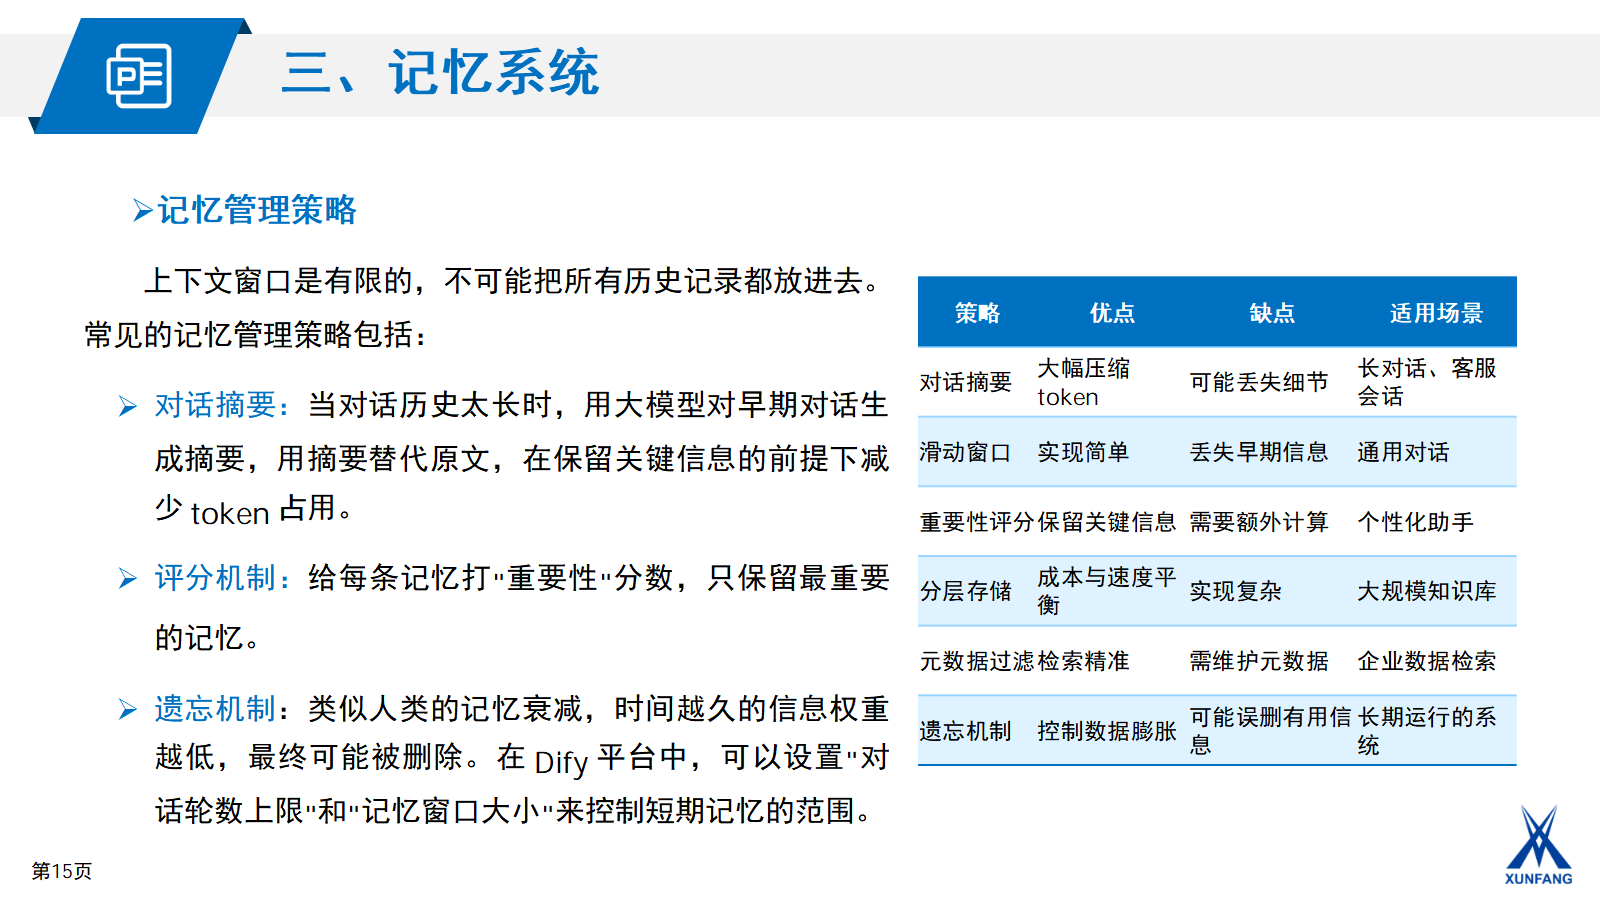 三、记忆系统
➢记忆管理策略
上下文窗口是有限的，不可能把所有历史记录都放进去。
常见的记忆管理策略包括：
➢ 对话摘要：当对话历史太长时，用大模型对早期对话生
成摘要，用摘要替代原文，在保留关键信息的前提下减
少 token 占用。
➢ 评分机制：给每条记忆打"重要性"分数，只保留最重要
的记忆。
➢ 遗忘机制：类似人类的记忆衰减，时间越久的信息权重
越低，最终可能被删除。在 Dify 平台中，可以设置"对
话轮数上限"和"记忆窗口大小"来控制短期记忆的范围。
策略 优点 缺点 适用场景
对话摘要 大幅压缩 token 可能丢失细节 长对话、客服会话
滑动窗口 实现简单 丢失早期信息 通用对话
重要性评分 保留关键信息 需要额外计算 个性化助手
分层存储 成本与速度平衡 实现复杂 大规模知识库
元数据过滤 检索精准 需维护元数据 企业数据检索
遗忘机制 控制数据膨胀 可能误删有用信息 长期运行的系统
XUNFANG
第15页